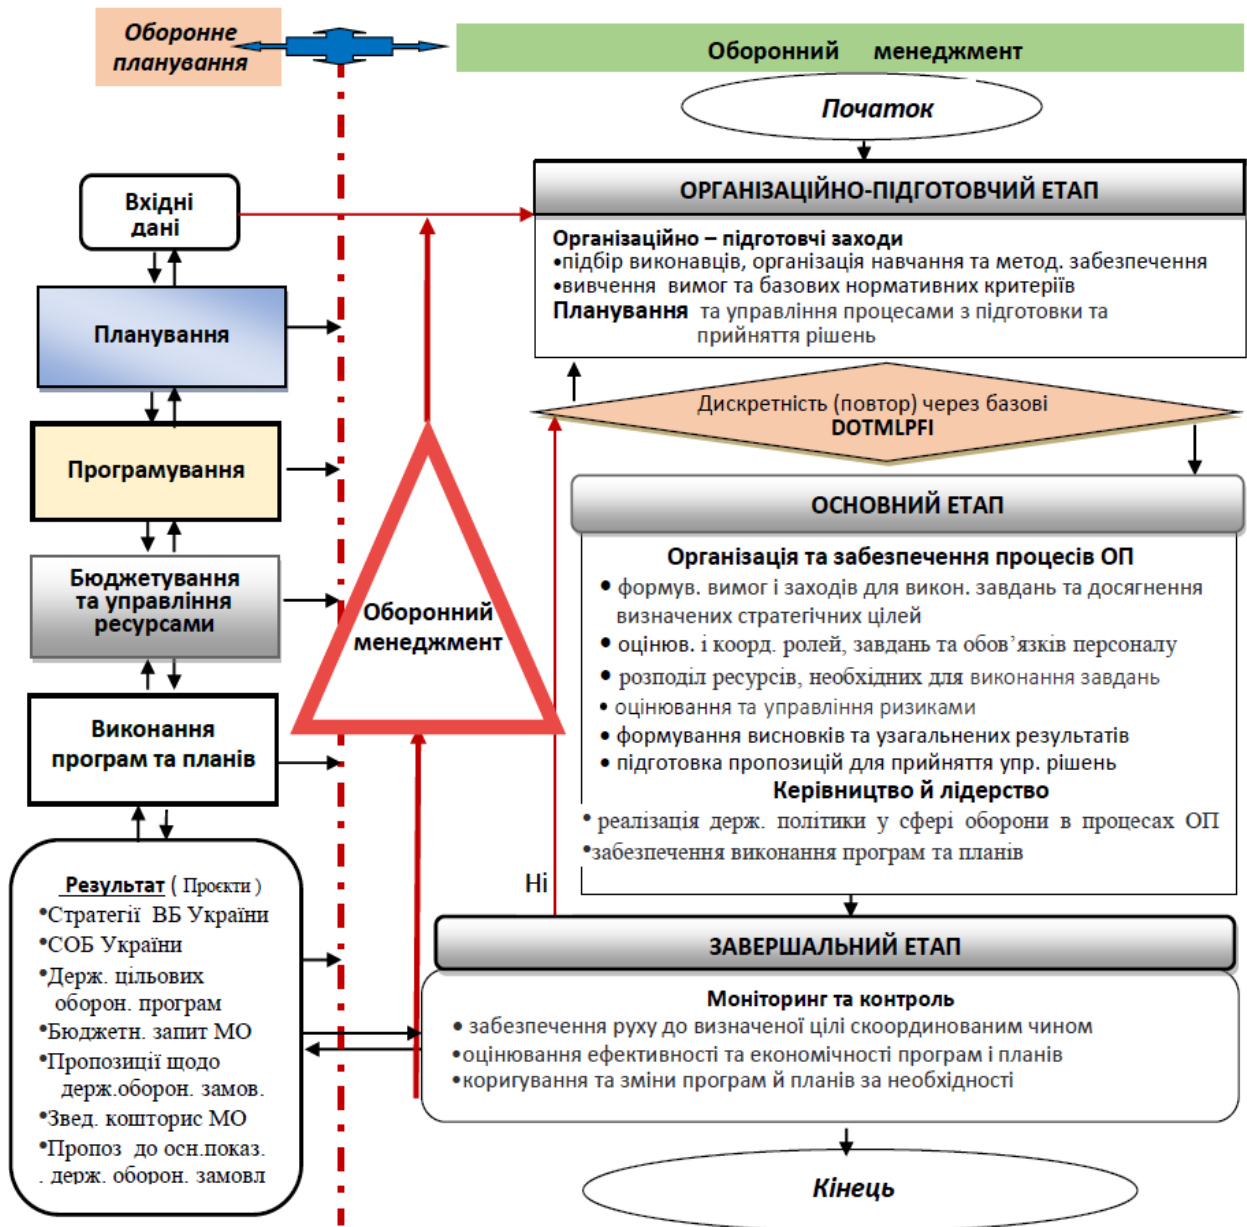 Оборонне
планування
Оборонний менеджмент
Початок
Вхідні
дані
Планування
Програмування
Бюджетування
та управління
ресурсами
Виконання
програм та планів
Результат ( Проєкти )
•Стратегії ВБ України
•СОБ України
•Держ. цільових
оборон. програм
•Бюджетн. запит МО
•Пропозиції щодо
держ.оборон. замов.
•Звед. кошторис МО
•Пропоз до осн.показ.
. держ. оборон. замовл
Оборонний
менеджмент
ОРГАНІЗАЦІЙНО-ПІДГОТОВЧИЙ ЕТАП
Організаційно – підготовчі заходи
•підбір виконавців, організація навчання та метод. забезпечення
•вивчення вимог та базових нормативних критеріїв
Планування та управління процесами з підготовки та
прийняття рішень
Дискретність (повтор) через базові
DOTMLPFI
ОСНОВНИЙ ЕТАП
Організація та забезпечення процесів ОП
• формув. вимог і заходів для викон. завдань та досягнення
визначених стратегічних цілей
• оцінюв. і коорд. ролей, завдань та обов’язків персоналу
• розподіл ресурсів, необхідних для виконання завдань
• оцінювання та управління ризиками
• формування висновків та узагальнених результатів
• підготовка пропозицій для прийняття упр. рішень
Керівництво й лідерство
• реалізація держ. політики у сфері оборони в процесах ОП
•забезпечення виконання програм та планів
Ні
ЗАВЕРШАЛЬНИЙ ЕТАП
Моніторинг та контроль
• забезпечення руху до визначеної цілі скоординованим чином
•оцінювання ефективності та економічності програм і планів
•коригування та зміни програм й планів за необхідності
Кінець